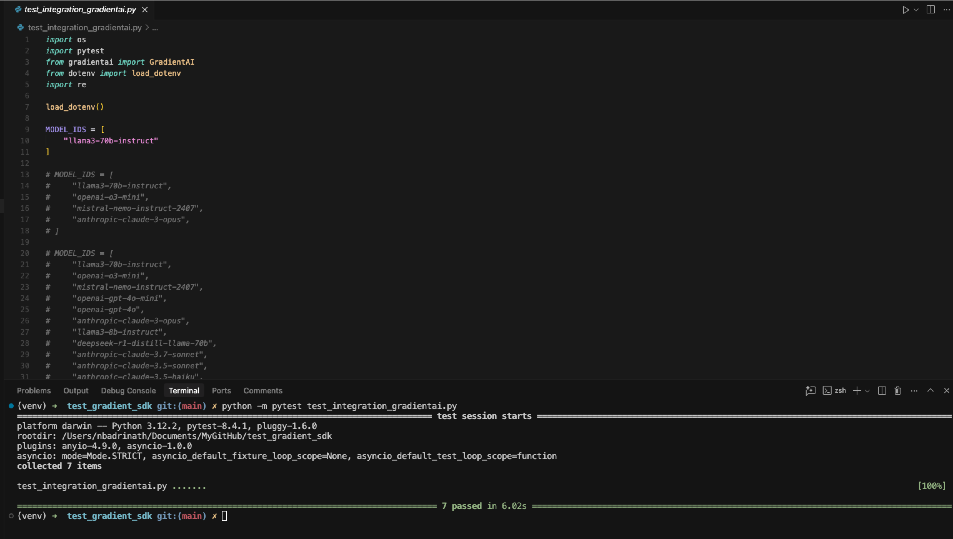 test_integration_gradientai.py ×
test_integration_gradientai.py > ...
1 import os
2 import pytest
3 from gradientai import GradientAI
4 from dotenv import load_dotenv
5 import re
6
7 load_dotenv()
8
9 MODEL_IDS = [
10 "llama3-70b-instruct"
11 ]
12
13 # MODEL_IDS = [
14 # "llama3-70b-instruct",
15 # "openai-o3-mini",
16 # "mistral-nemo-instruct-2407",
17 # "anthropic-claude-3-opus",
18 # ]
19
20 # MODEL_IDS = [
21 # "llama3-70b-instruct",
22 # "openai-o3-mini",
23 # "mistral-nemo-instruct-2407",
24 # "openai-gpt-4o-mini",
25 # "openai-gpt-4o",
26 # "anthropic-claude-3-opus",
27 # "llama3-8b-instruct",
28 # "deepseek-r1-distill-llama-70b",
29 # "anthropic-claude-3.7-sonnet",
30 # "anthropic-claude-3.5-sonnet",
31 # "anthropic-claude-3.5-haiku",
Problems Output Debug Console Terminal Ports Comments zsh
(venv) → test_gradient_sdk git:(main) ✗ python -m pytest test_integration_gradientai.py
test session starts
platform darwin -- Python 3.12.2, pytest-8.4.1, pluggy-1.6.0
rootdir: /Users/nbadrinath/Documents/MyGitHub/test_gradient_sdk
plugins: anyio-4.9.0, asyncio-1.0.0
asyncio: mode=Mode.STRICT, asyncio_default_fixture_loop_scope=None, asyncio_default_test_loop_scope=function
collected 7 items
test_integration_gradientai.py ....... [100%]
7 passed in 6.02s
(venv) → test_gradient_sdk git:(main) ✗